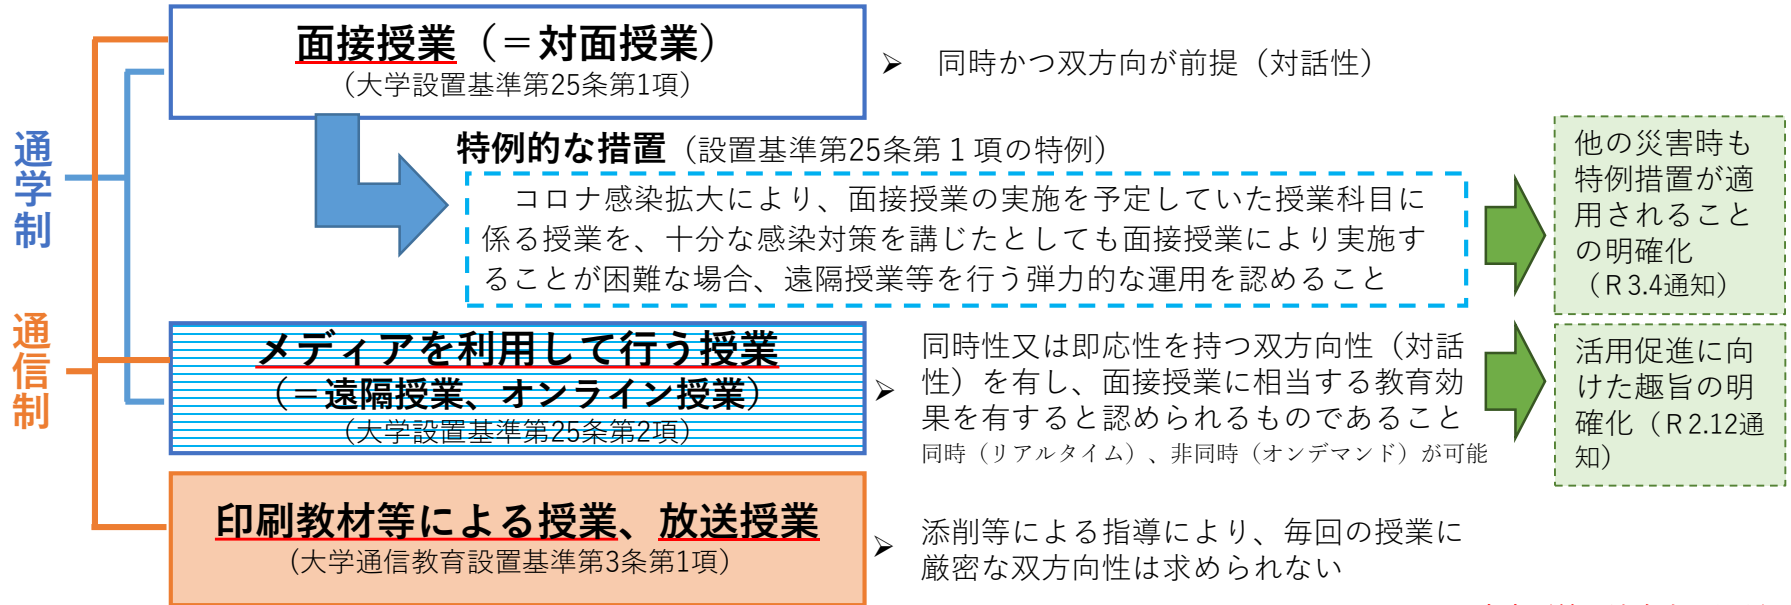 面接授業（＝対面授業）
（大学設置基準第25条第1項）
➢ 同時かつ双方向が前提（対話性）
通学制
特例的な措置（設置基準第25条第１項の特例）
コロナ感染拡大により、面接授業の実施を予定していた授業科目に
係る授業を、十分な感染対策を講じたとしても面接授業により実施す
ることが困難な場合、遠隔授業等を行う弾力的な運用を認めること
他の災害時も
特例措置が適
用されること
の明確化
（Ｒ3.4通知）
通信制
メディアを利用して行う授業
（＝遠隔授業、オンライン授業）
（大学設置基準第25条第2項）
➢ 同時性又は即応性を持つ双方向性（対話
性）を有し、面接授業に相当する教育効
果を有すると認められるものであること
同時（リアルタイム）、非同時（オンデマンド）が可能
活用促進に向
けた趣旨の明
確化（Ｒ2.12通
知）
印刷教材等による授業、放送授業
（大学通信教育設置基準第3条第1項）
➢ 添削等による指導により、毎回の授業に
厳密な双方向性は求められない